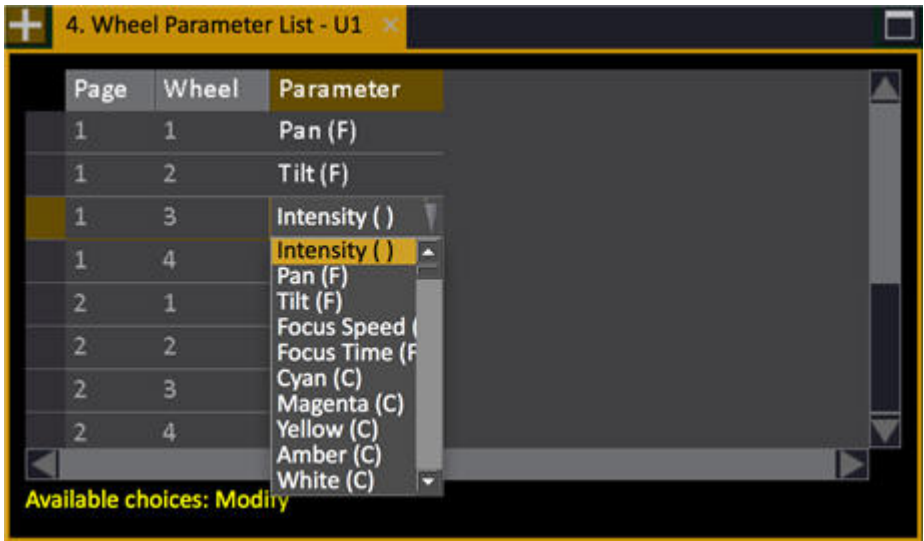 4. Wheel Parameter List - U1 ×
Page Wheel Parameter
1 1 Pan (F)
1 2 Tilt (F)
1 3 Intensity ( )
1 4 Intensity ( )
Pan (F)
2 1 Tilt (F)
Focus Speed (
2 2 Focus Time (F
2 3 Cyan (C)
Magenta (C)
2 4 Yellow (C)
Amber (C)
White (C)
Available choices: Modify